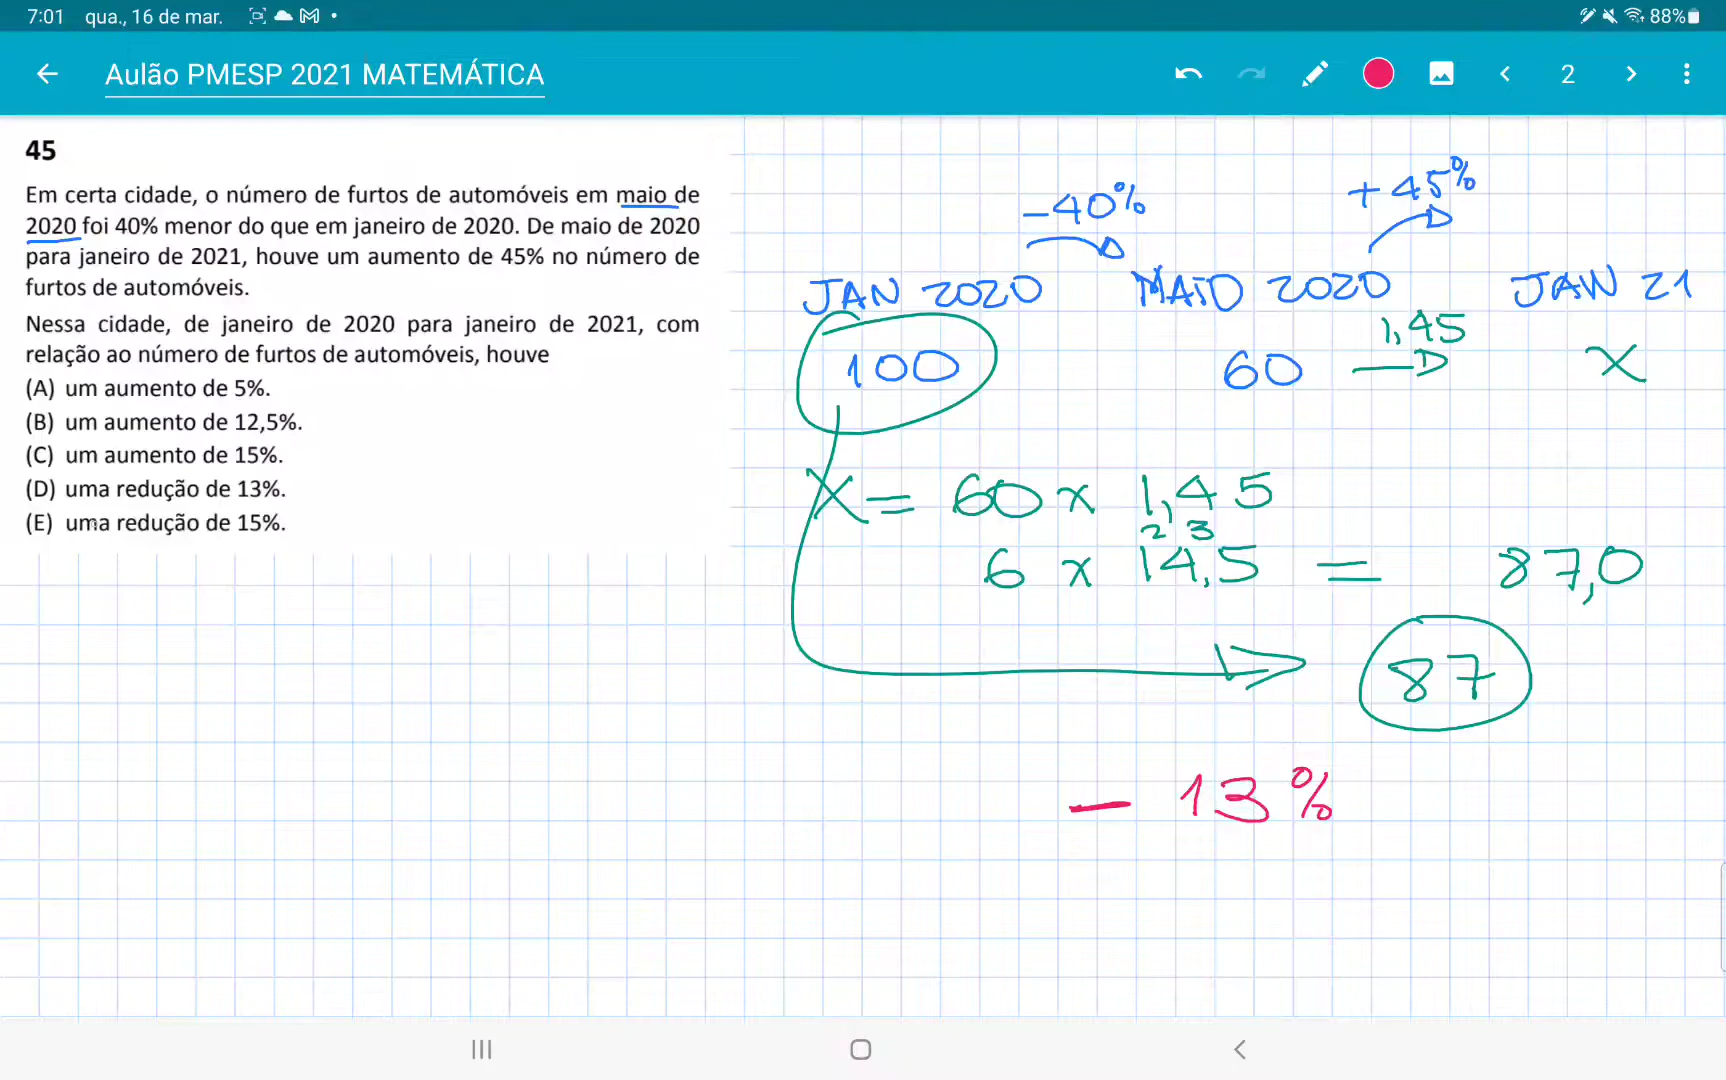 7:01 qua., 16 de mar. 88%
Aulão PMESP 2021 MATEMÁTICA 2
45
Em certa cidade, o número de furtos de automóveis em maio de
2020 foi 40% menor do que em janeiro de 2020. De maio de 2020
para janeiro de 2021, houve um aumento de 45% no número de
furtos de automóveis.
Nessa cidade, de janeiro de 2020 para janeiro de 2021, com
relação ao número de furtos de automóveis, houve
(A) um aumento de 5%.
(B) um aumento de 12,5%.
(C) um aumento de 15%.
(D) uma redução de 13%.
(E) uma redução de 15%.
-40% +45%
JAN 2020 MAIO 2020 JAN 21
1,45
100 60 X
X = 60 x 1,45
2 3
6 x 14,5 = 87,0
87
- 13%